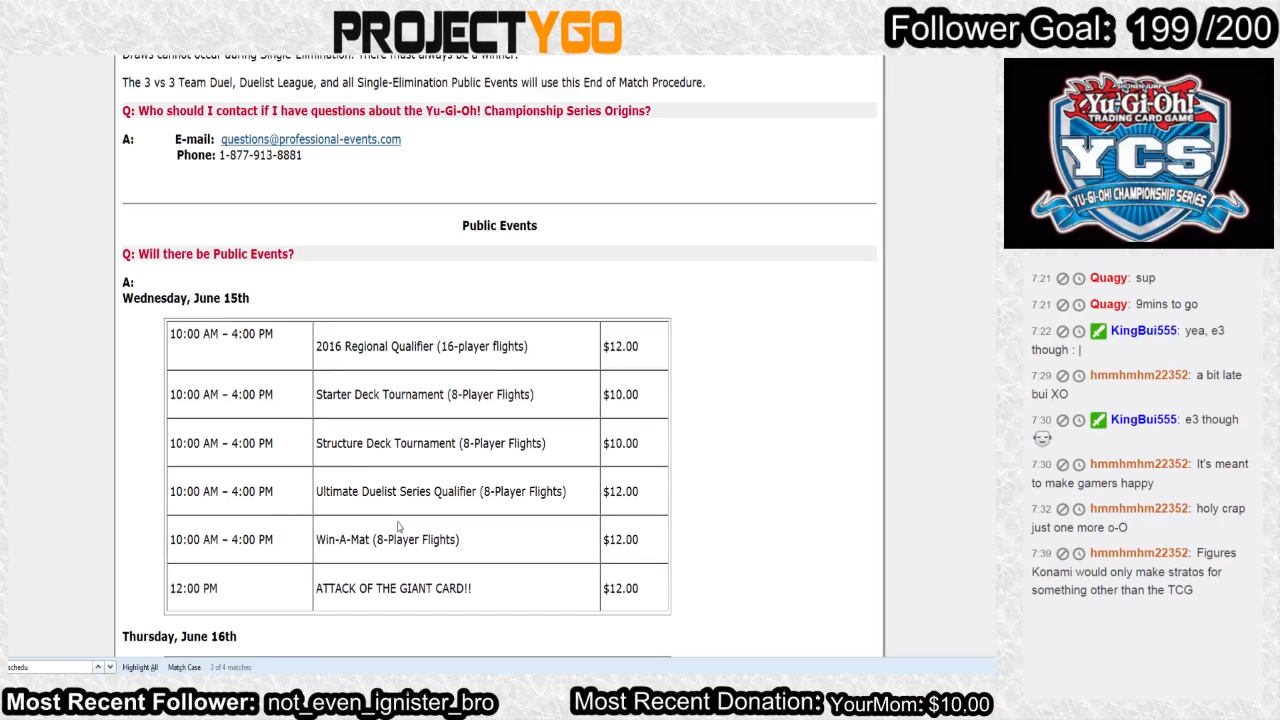 PROJECTYGO
Follower Goal: 199 /200
Draws cannot occur during Single-Elimination. There must always be a winner!
The 3 vs 3 Team Duel, Duelist League, and all Single-Elimination Public Events will use this End of Match Procedure.
Q: Who should I contact if I have questions about the Yu-Gi-Oh! Championship Series Origins?
A: E-mail: questions@professional-events.com
Phone: 1-877-913-8881
Public Events
Q: Will there be Public Events?
A:
Wednesday, June 15th
10:00 AM – 4:00 PM 2016 Regional Qualifier (16-player flights) $12.00
10:00 AM – 4:00 PM Starter Deck Tournament (8-Player Flights) $10.00
10:00 AM – 4:00 PM Structure Deck Tournament (8-Player Flights) $10.00
10:00 AM – 4:00 PM Ultimate Duelist Series Qualifier (8-Player Flights) $12.00
10:00 AM – 4:00 PM Win-A-Mat (8-Player Flights) $12.00
12:00 PM ATTACK OF THE GIANT CARD!! $12.00
Thursday, June 16th
schedu Highlight All Match Case 3 of 4 matches
SHONEN JUMP
Yu-Gi-Oh!
TRADING CARD GAME
YCS
YU-GI-OH! CHAMPIONSHIP SERIES
7:21 Quagy: sup
7:21 Quagy: 9mins to go
7:22 KingBui555: yea, e3
though : |
7:29 hmmhmhm22352: a bit late
bui XO
7:30 KingBui555: e3 though
7:30 hmmhmhm22352: It's meant
to make gamers happy
7:32 hmmhmhm22352: holy crap
just one more o-O
7:39 hmmhmhm22352: Figures
Konami would only make stratos for
something other than the TCG
Most Recent Follower: not_even_ignister_bro
Most Recent Donation: YourMom: $10.00